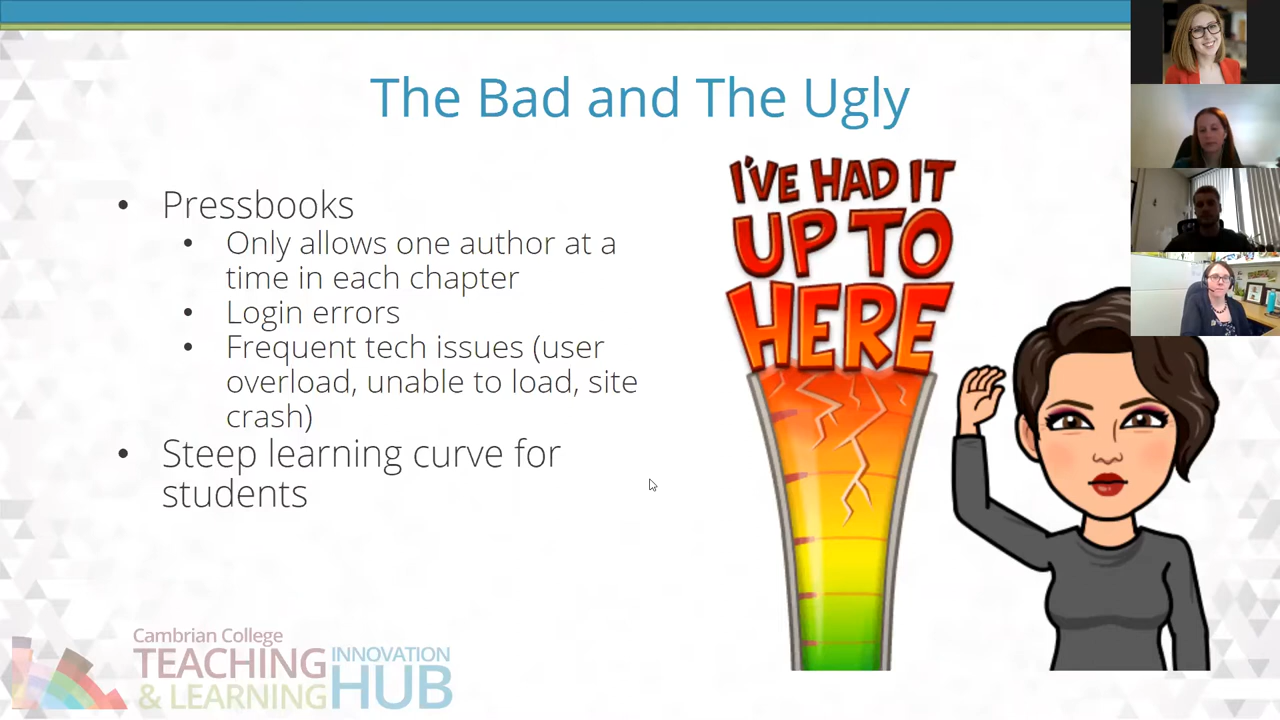 The Bad and The Ugly
• Pressbooks
• Only allows one author at a
time in each chapter
• Login errors
• Frequent tech issues (user
overload, unable to load, site
crash)
• Steep learning curve for
students
I'VE HAD IT
UP TO
HERE
Cambrian College
TEACHING
& LEARNING
INNOVATION
HUB